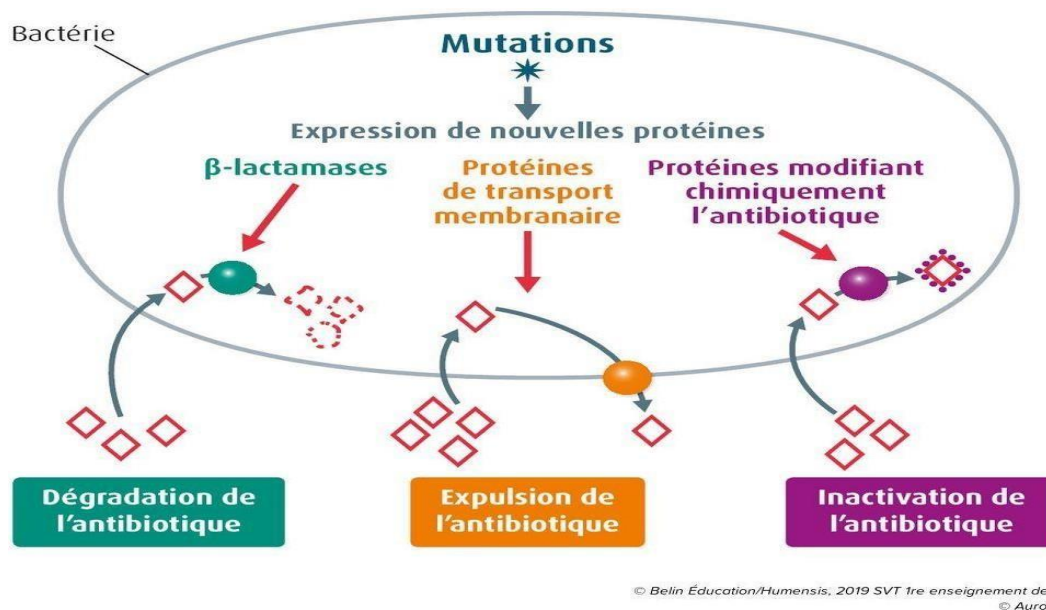 Bactérie
Mutations
Expression de nouvelles protéines
β-lactamases
Protéines
de transport
membranaire
Protéines modifiant
chimiquement
l'antibiotique
Dégradation de
l'antibiotique
Expulsion de
l'antibiotique
Inactivation de
l'antibiotique
© Belin Éducation/Humensis, 2019 SVT 1re enseignement de
© Auro